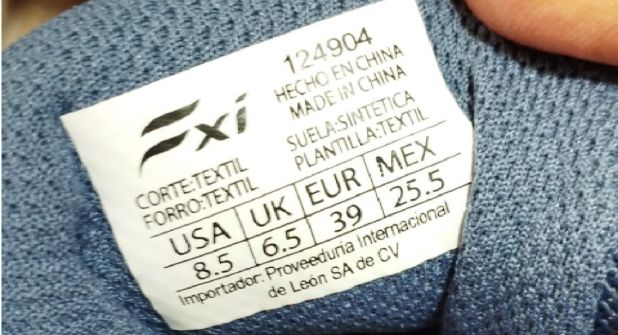 Exi
124904
HECHO EN CHINA
MADE IN CHINA
CORTE:TEXTIL
FORRO:TEXTIL
SUELA:SINTETICA
PLANTILLA:TEXTIL
USA UK EUR MEX
8.5 6.5 39 25.5
Importador: Proveeduria Internacional
de León SA de CV